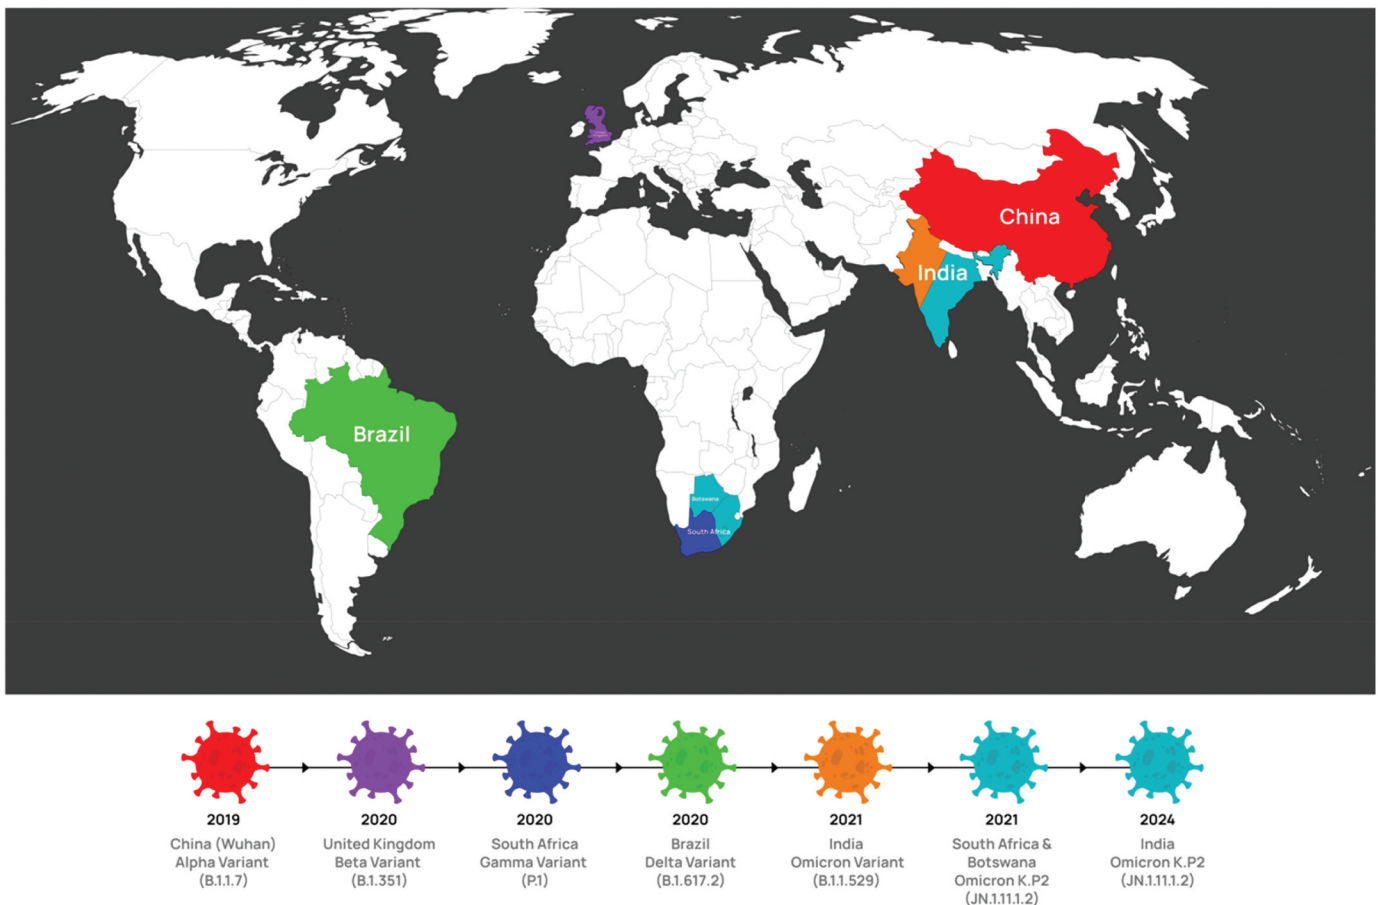 United Kingdom
China
India
Brazil
Botswana
South Africa
2019
China (Wuhan)
Alpha Variant
(B.1.1.7)
2020
United Kingdom
Beta Variant
(B.1.351)
2020
South Africa
Gamma Variant
(P.1)
2020
Brazil
Delta Variant
(B.1.617.2)
2021
India
Omicron Variant
(B.1.1.529)
2021
South Africa &
Botswana
Omicron K.P2
(JN.1.11.1.2)
2024
India
Omicron K.P2
(JN.1.11.1.2)